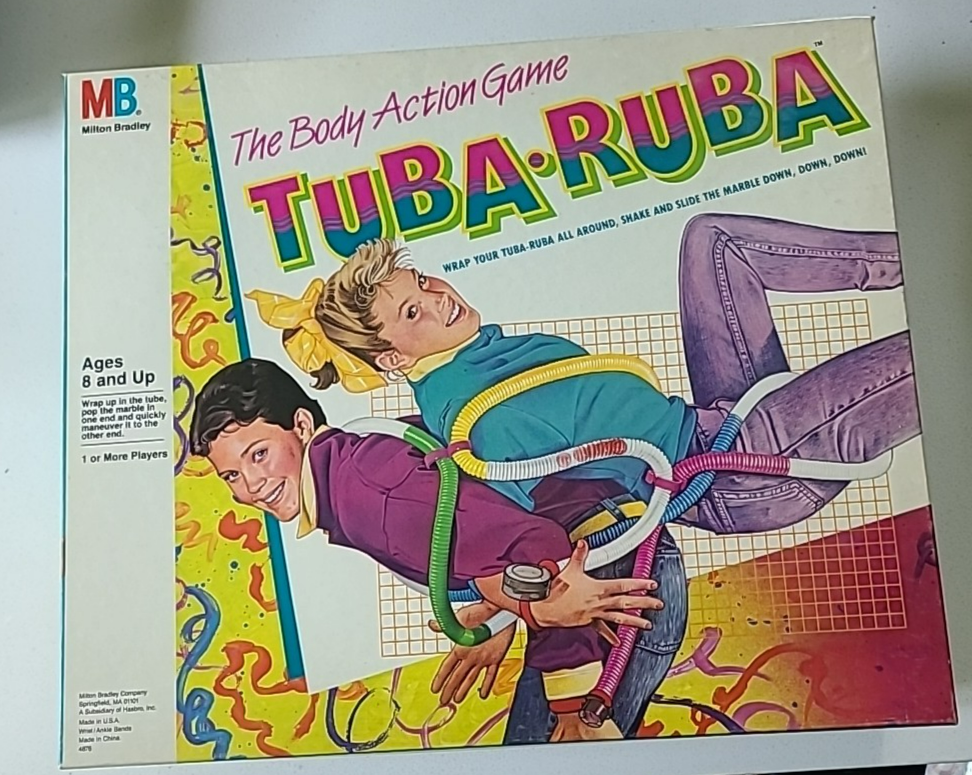 MB®
Milton Bradley
The Body Action Game
TUBA·RUBA™
WRAP YOUR TUBA-RUBA ALL AROUND, SHAKE AND SLIDE THE MARBLE DOWN, DOWN, DOWN!
Ages
8 and Up
Wrap up in the tube,
pop the marble in
one end and quickly
maneuver it to the
other end.
1 or More Players
Milton Bradley Company
Springfield, MA 01101
A Subsidiary of Hasbro, Inc.
Made in U.S.A.
Wrist/Ankle Bands
Made in China.
4876